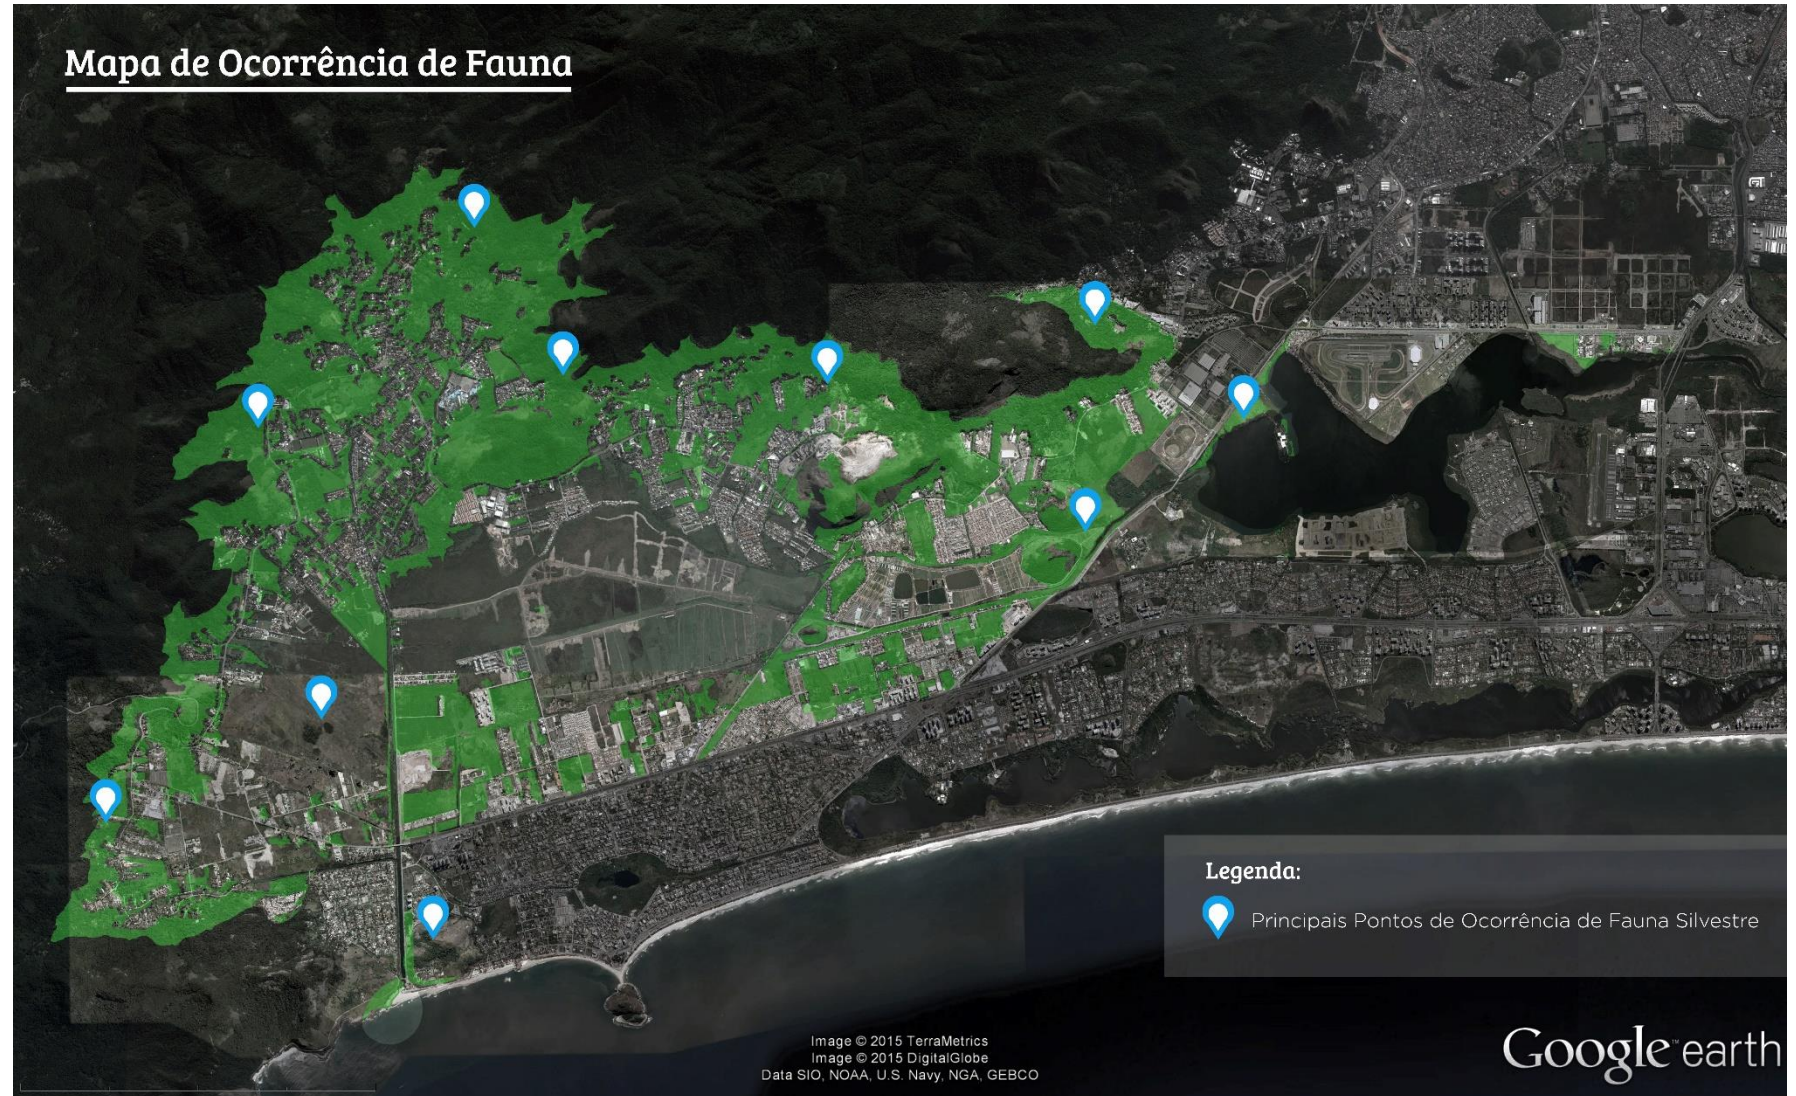 Mapa de Ocorrência de Fauna
Legenda:
Principais Pontos de Ocorrência de Fauna Silvestre
Image © 2015 TerraMetrics
Image © 2015 DigitalGlobe
Data SIO, NOAA, U.S. Navy, NGA, GEBCO
Google™ earth